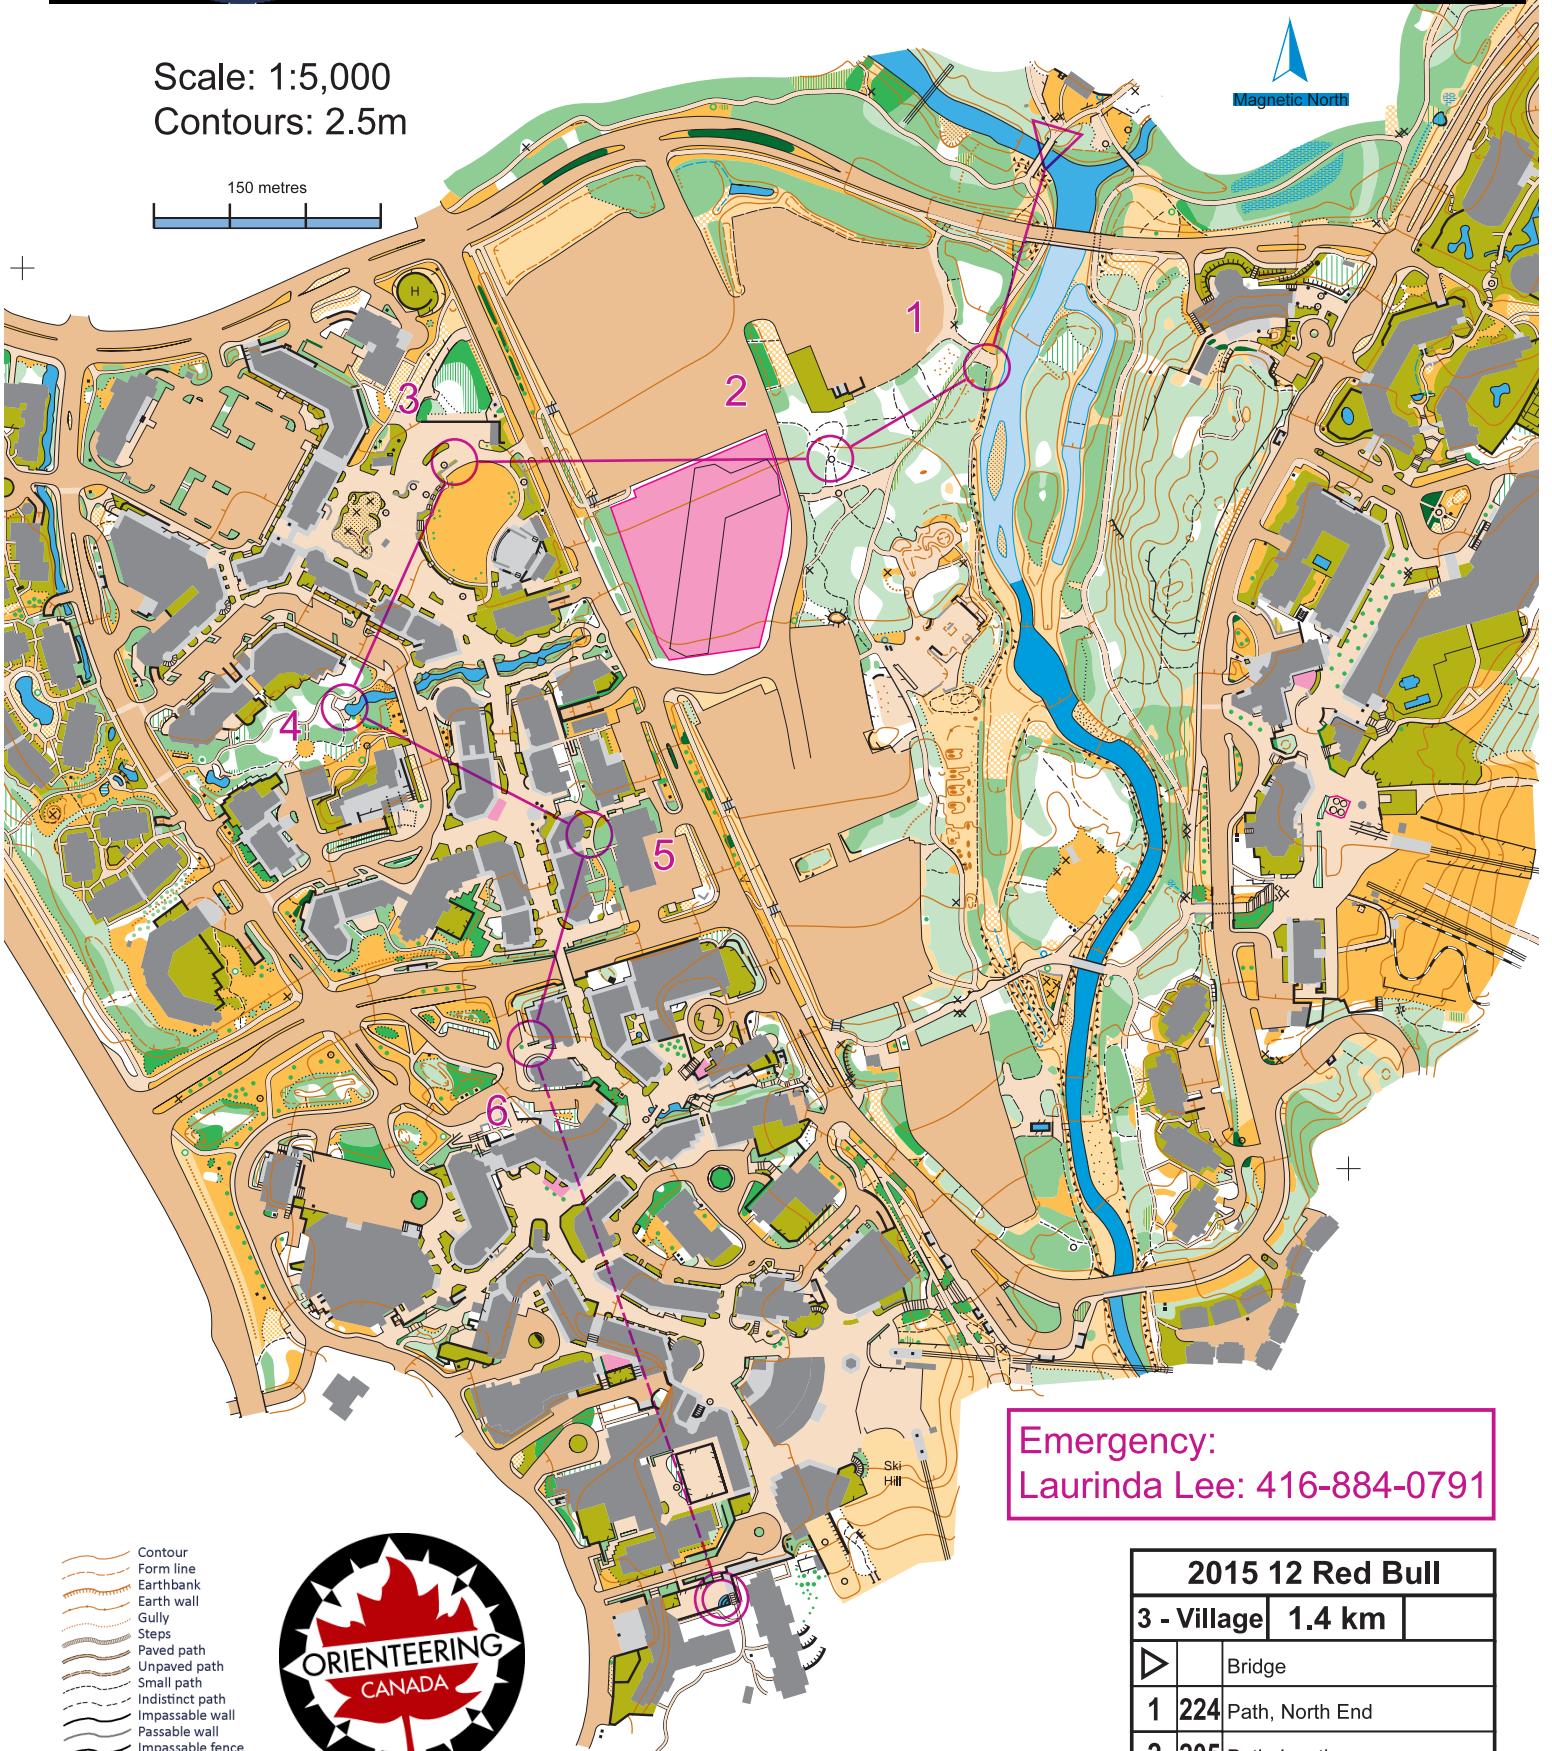 Scale: 1:5,000
Contours: 2.5m
150 metres
Magnetic North
H
1
2
3
4
5
6
Ski
Hill
Emergency:
Laurinda Lee: 416-884-0791
Contour
Form line
Earthbank
Earth wall
Gully
Steps
Paved path
Unpaved path
Small path
Indistinct path
Impassable wall
Passable wall
Impassable fence
ORIENTEERING
CANADA
2015 12 Red Bull
3 - Village 1.4 km
Bridge
1 224 Path, North End
2 205